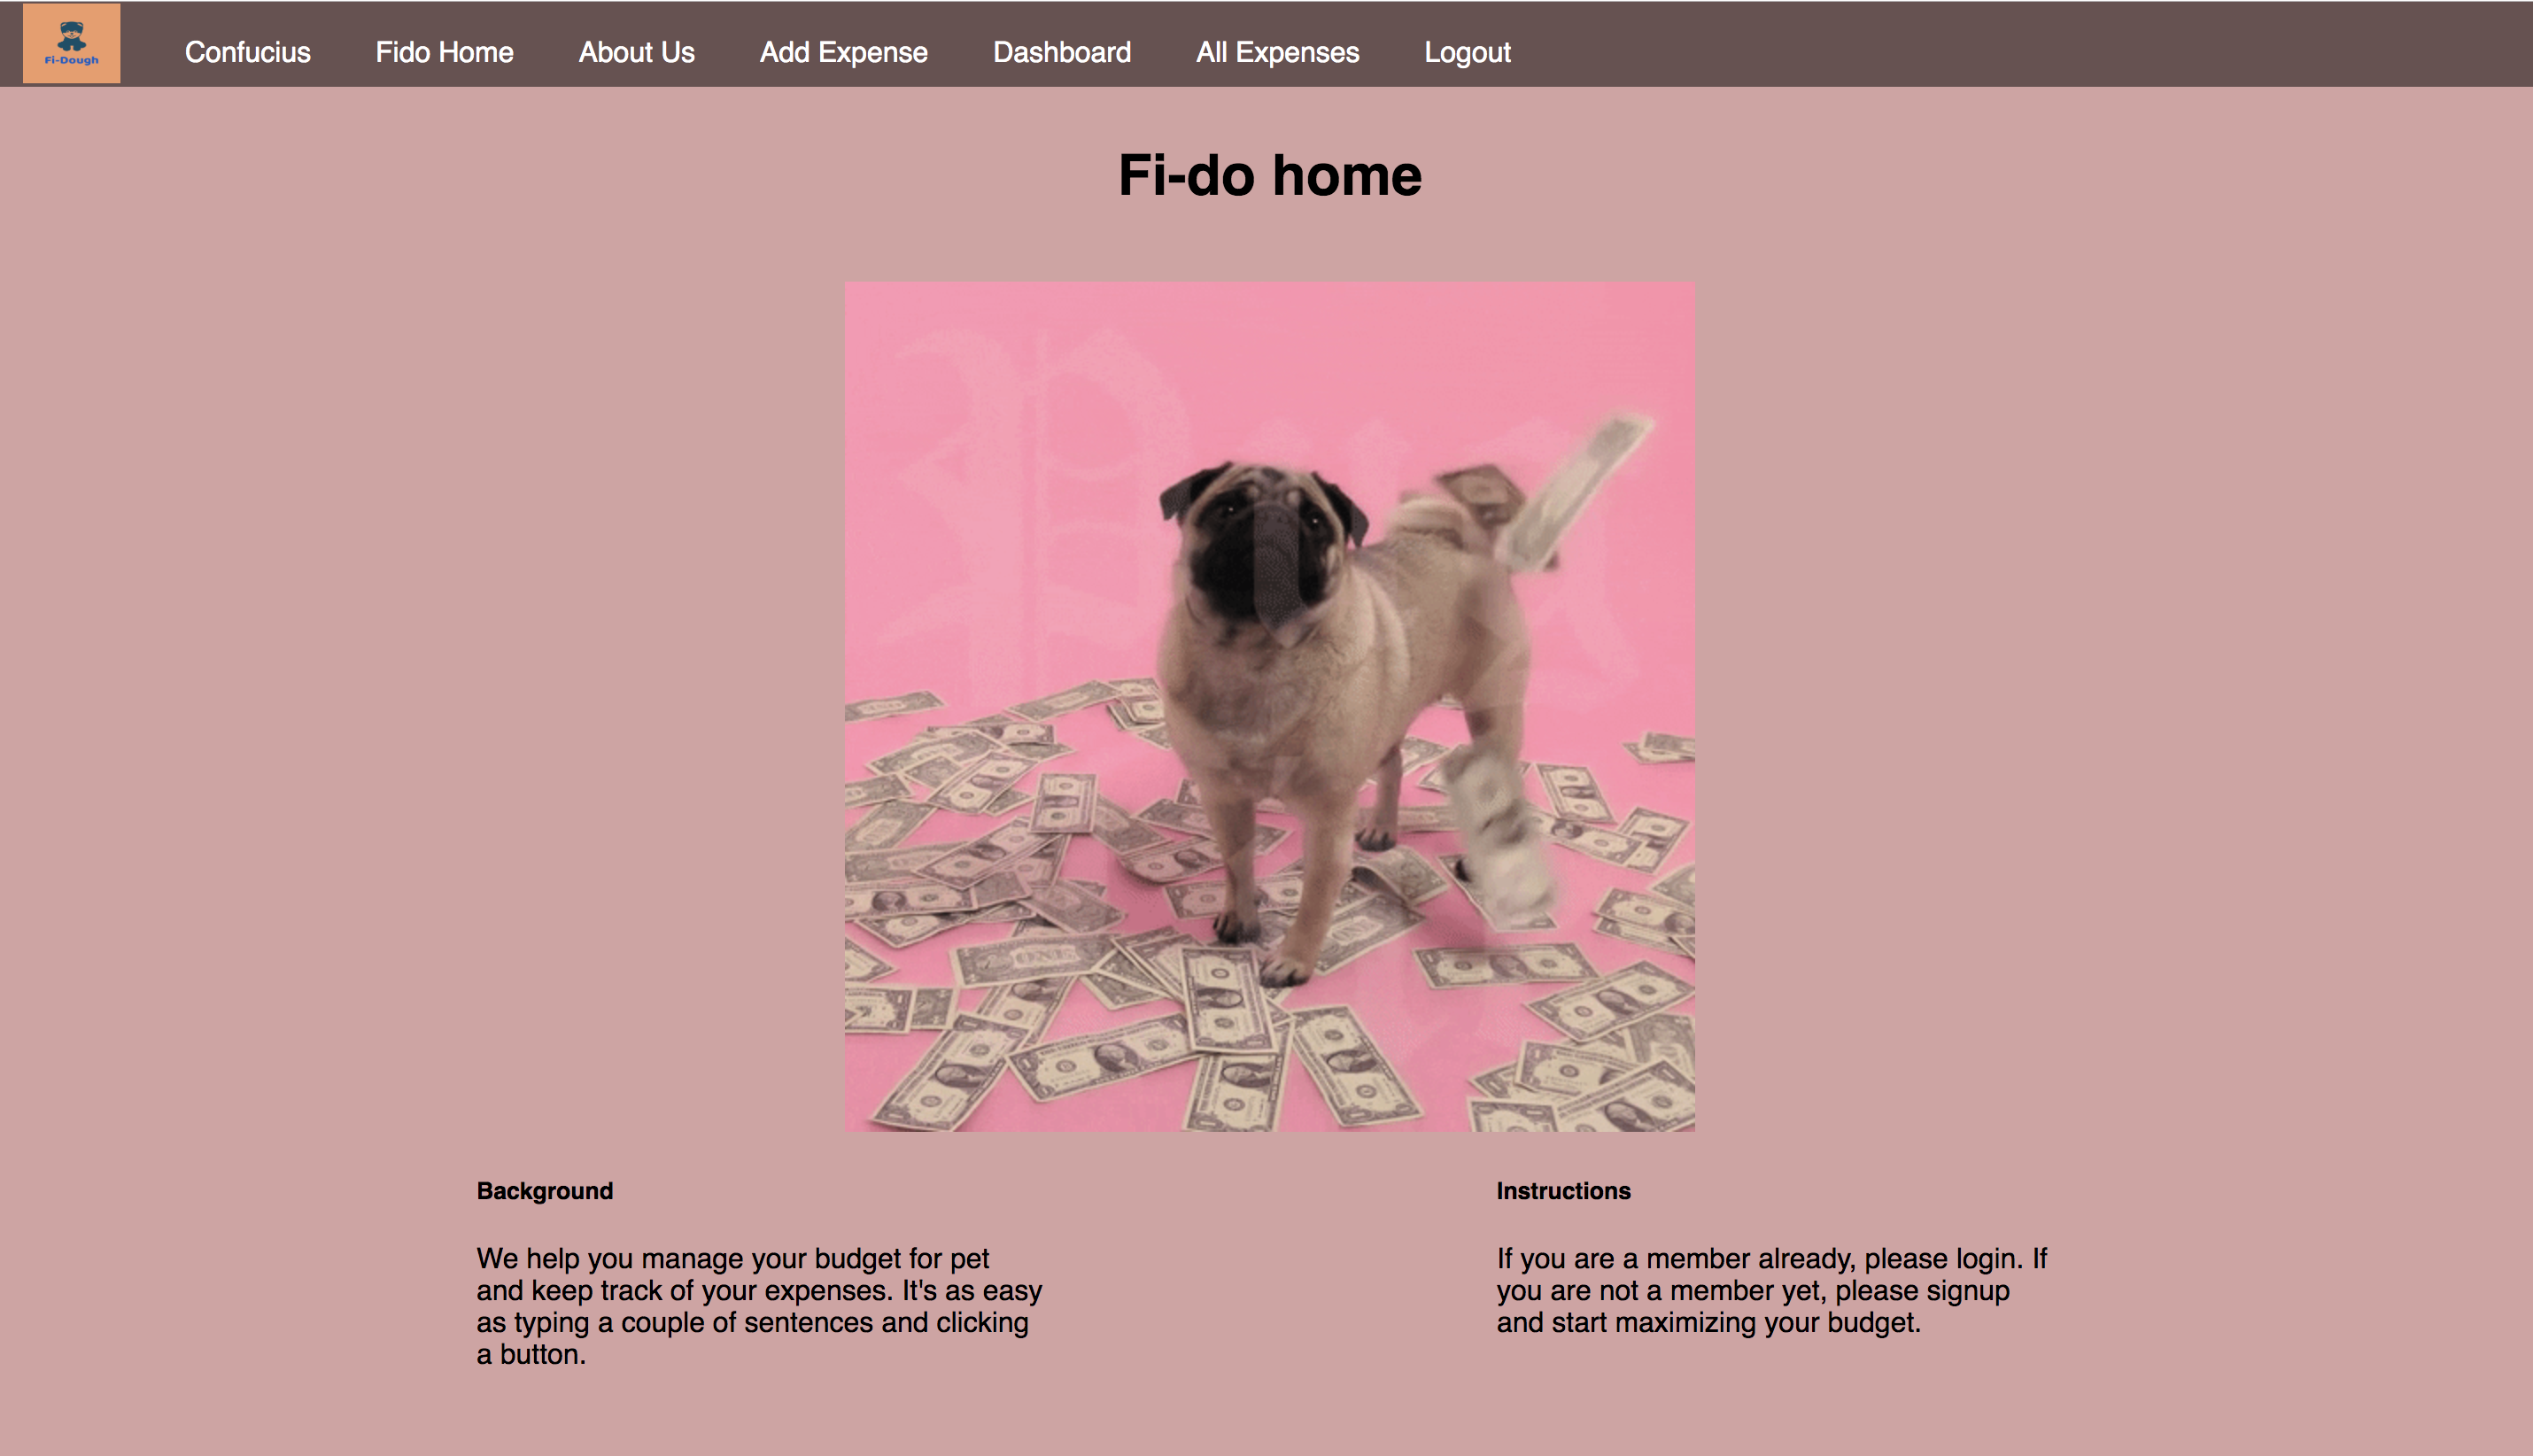 Fi-Dough
Confucius Fido Home About Us Add Expense Dashboard All Expenses Logout
Fi-do home
Background
We help you manage your budget for pet
and keep track of your expenses. It's as easy
as typing a couple of sentences and clicking
a button.
Instructions
If you are a member already, please login. If
you are not a member yet, please signup
and start maximizing your budget.